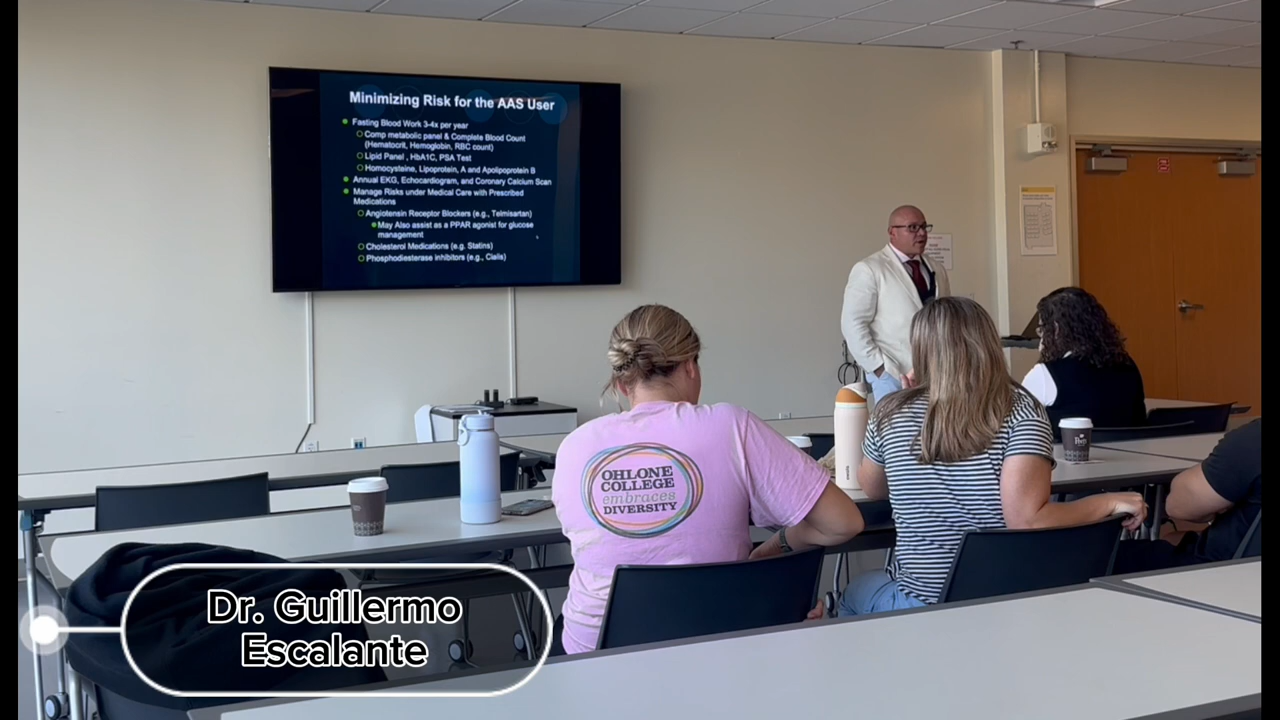 Minimizing Risk for the AAS User
Fasting Blood Work 3-4x per year
Comp metabolic panel & Complete Blood Count
(Hematocrit, Hemoglobin, RBC count)
Lipid Panel , HbA1C, PSA Test
Homocysteine, Lipoprotein, A and Apolipoprotein B
Annual EKG, Echocardiogram, and Coronary Calcium Scan
Manage Risks under Medical Care with Prescribed
Medications
Angiotensin Receptor Blockers (e.g., Telmisartan)
May Also assist as a PPAR agonist for glucose
management
Cholesterol Medications (e.g. Statins)
Phosphodiesterase inhibitors (e.g., Cialis)
OHLONE
COLLEGE
embraces
DIVERSITY
Dr. Guillermo
Escalante